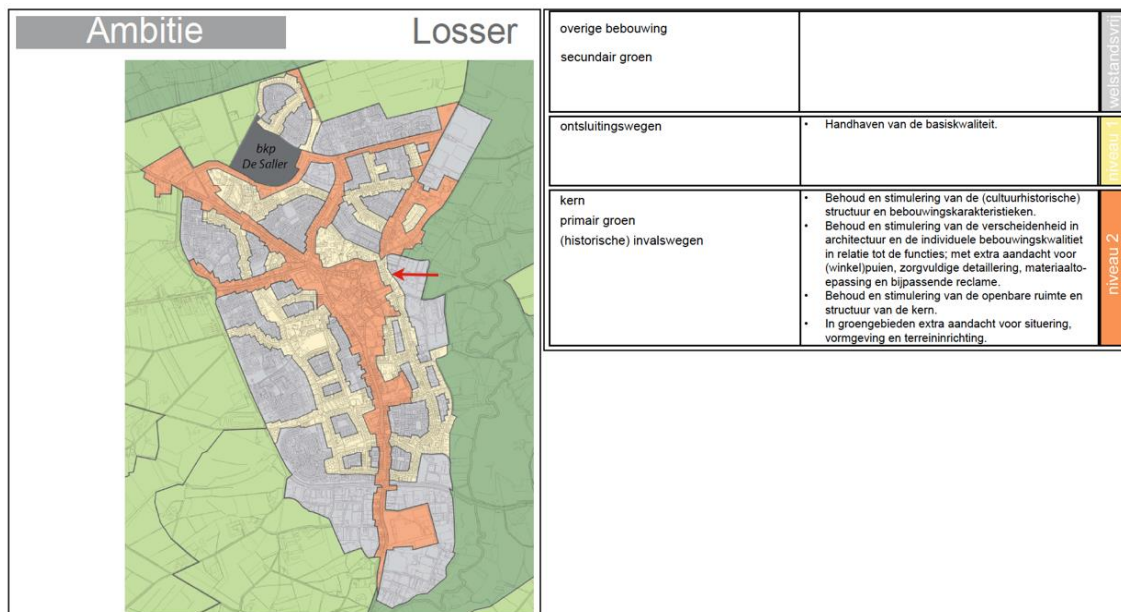 Ambitie
Losser
bkp
De Saller
overige bebouwing
secundair groen
welstandsvrij
ontsluitingswegen
• Handhaven van de basiskwaliteit.
niveau 1
kern
primair groen
(historische) invalswegen
• Behoud en stimulering van de (cultuurhistorische)
structuur en bebouwingskarakteristieken.
• Behoud en stimulering van de verscheidenheid in
architectuur en de individuele bebouwingskwalitiet
in relatie tot de functies; met extra aandacht voor
(winkel)puien, zorgvuldige detaillering, materiaalto-
epassing en bijpassende reclame.
• Behoud en stimulering van de openbare ruimte en
structuur van de kern.
• In groengebieden extra aandacht voor situering,
vormgeving en terreininrichting.
niveau 2